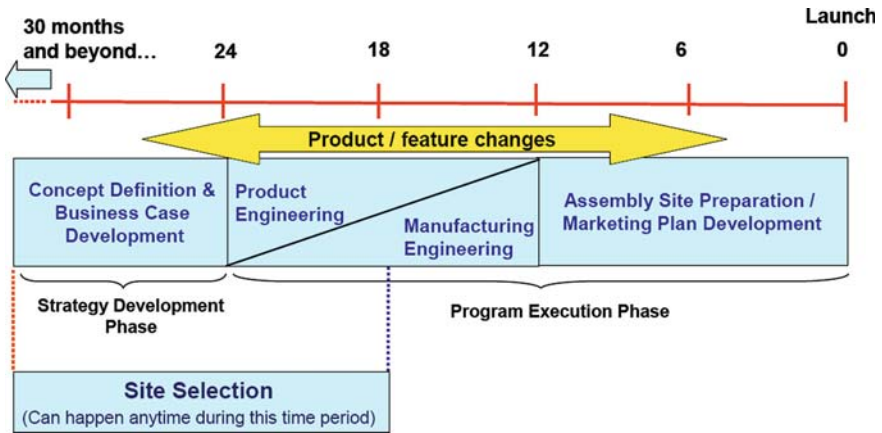 Launch
30 months
and beyond…
24
18
12
6
0
Product / feature changes
Concept Definition &
Business Case
Development
Product
Engineering
Manufacturing
Engineering
Assembly Site Preparation /
Marketing Plan Development
Strategy Development
Phase
Program Execution Phase
Site Selection
(Can happen anytime during this time period)